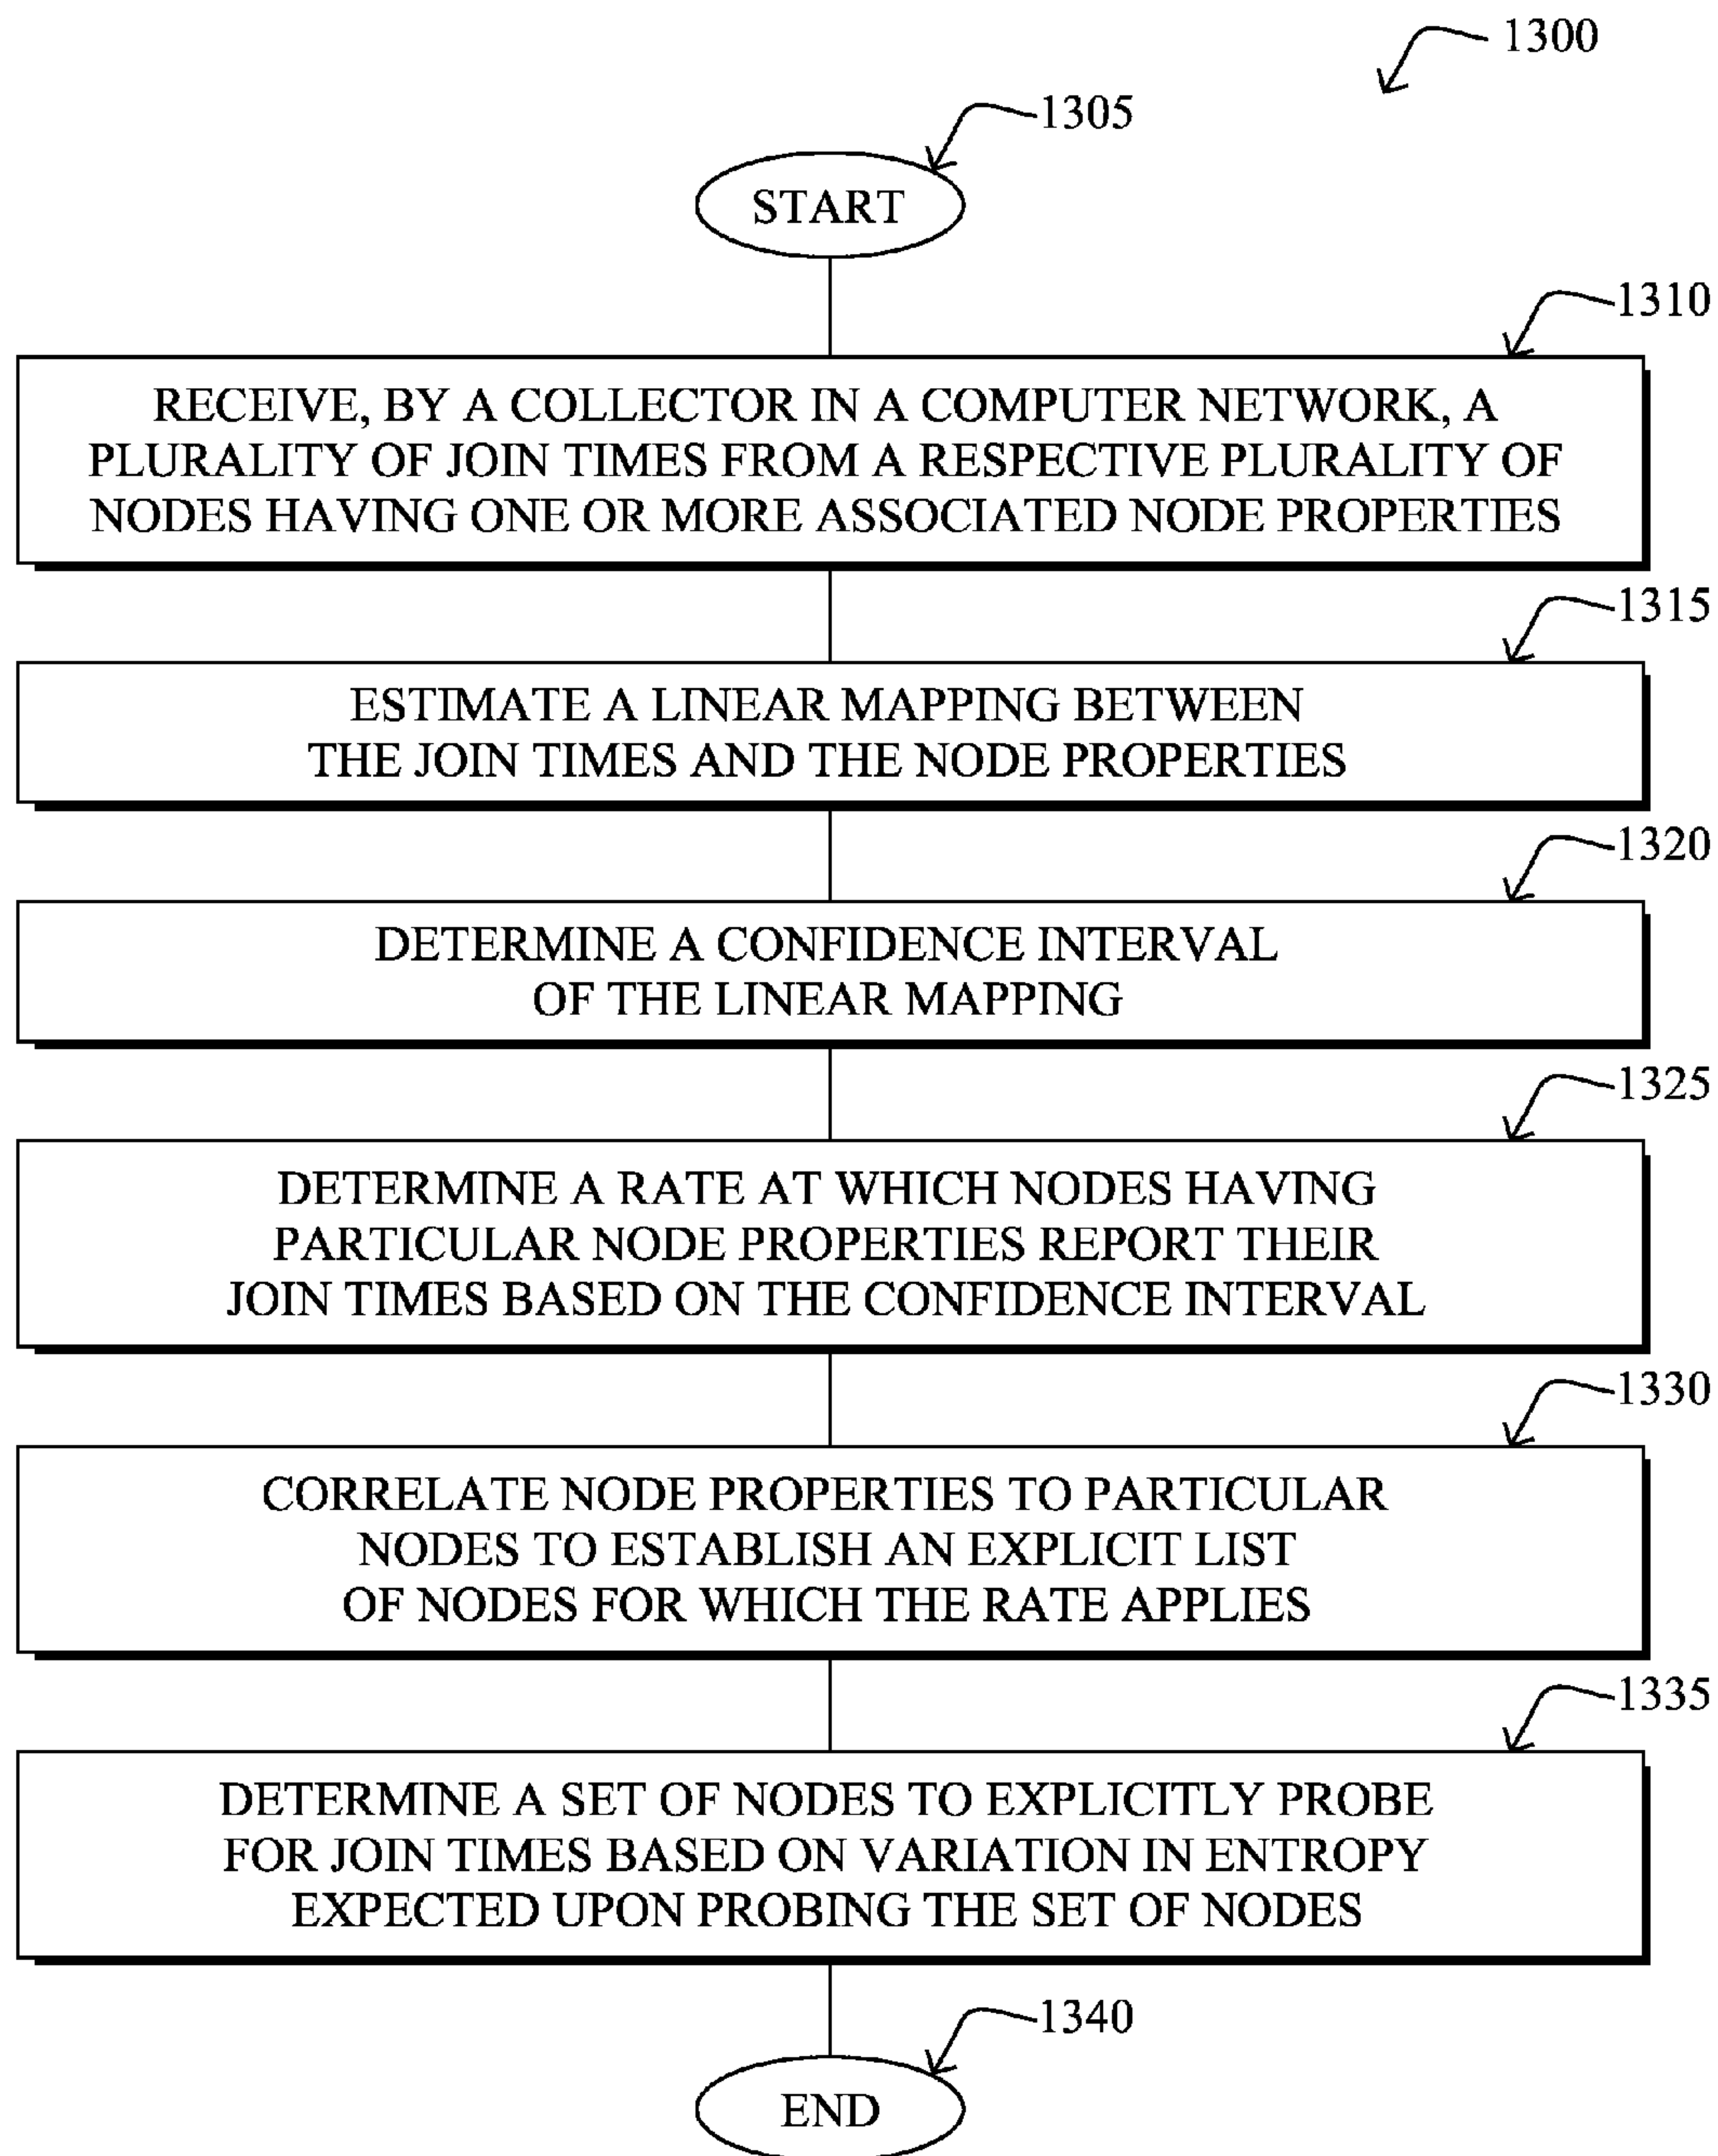 1300
1305
START
1310
RECEIVE, BY A COLLECTOR IN A COMPUTER NETWORK, A
PLURALITY OF JOIN TIMES FROM A RESPECTIVE PLURALITY OF
NODES HAVING ONE OR MORE ASSOCIATED NODE PROPERTIES
1315
ESTIMATE A LINEAR MAPPING BETWEEN
THE JOIN TIMES AND THE NODE PROPERTIES
1320
DETERMINE A CONFIDENCE INTERVAL
OF THE LINEAR MAPPING
1325
DETERMINE A RATE AT WHICH NODES HAVING
PARTICULAR NODE PROPERTIES REPORT THEIR
JOIN TIMES BASED ON THE CONFIDENCE INTERVAL
1330
CORRELATE NODE PROPERTIES TO PARTICULAR
NODES TO ESTABLISH AN EXPLICIT LIST
OF NODES FOR WHICH THE RATE APPLIES
1335
DETERMINE A SET OF NODES TO EXPLICITLY PROBE
FOR JOIN TIMES BASED ON VARIATION IN ENTROPY
EXPECTED UPON PROBING THE SET OF NODES
1340
END